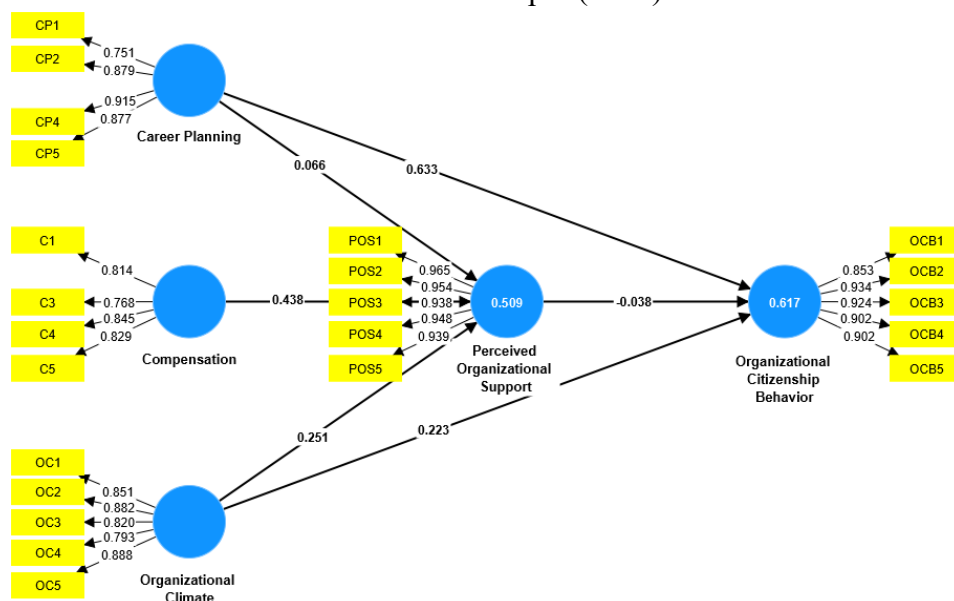 CP1
CP2
CP4
CP5
0.751
0.879
0.915
0.877
Career Planning
0.066
0.633
C1
C3
C4
C5
0.814
0.768
0.845
0.829
Compensation
0.438
POS1
POS2
POS3
POS4
POS5
0.965
0.954
0.938
0.948
0.939
0.509
Perceived
Organizational
Support
-0.038
0.617
Organizational
Citizenship
Behavior
0.853
0.934
0.924
0.902
0.902
OCB1
OCB2
OCB3
OCB4
OCB5
0.251
0.223
OC1
OC2
OC3
OC4
OC5
0.851
0.882
0.820
0.793
0.888
Organizational
Climate